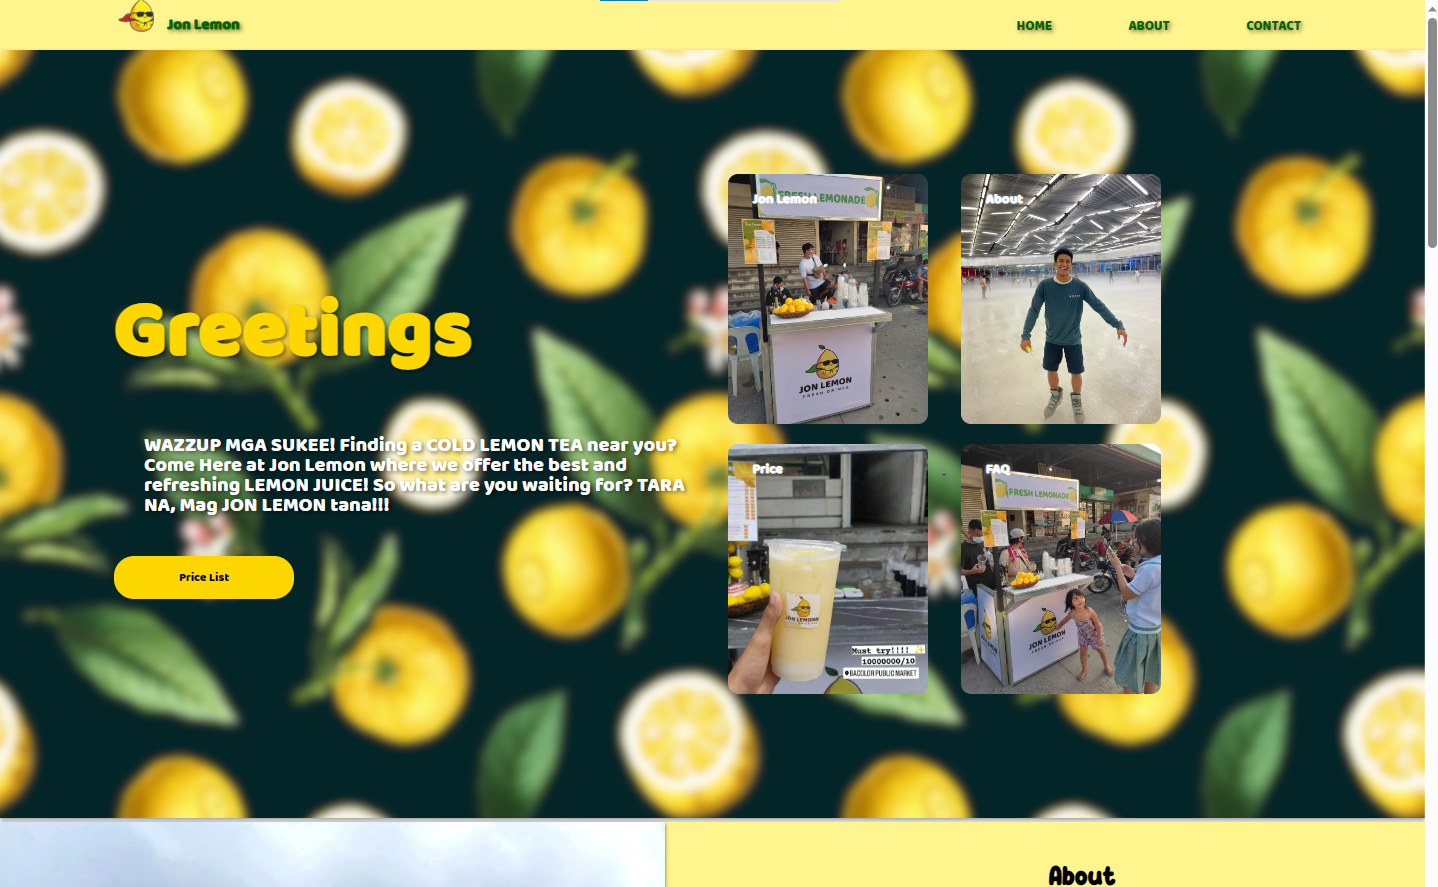 Jon Lemon
HOME
ABOUT
CONTACT
Greetings
WAZZUP MGA SUKEE! Finding a COLD LEMON TEA near you?
Come Here at Jon Lemon where we offer the best and
refreshing LEMON JUICE! So what are you waiting for? TARA
NA, Mag JON LEMON tana!!!
Price List
Jon Lemon
FRESH LEMONADE
JON LEMON
FRESH DRINKS
About
Price
JON LEMON
Must try!!!! ✨
10000000/10
BACOLOR PUBLIC MARKET
FAQ
FRESH LEMONADE
JON LEMON
FRESH DRINKS
About